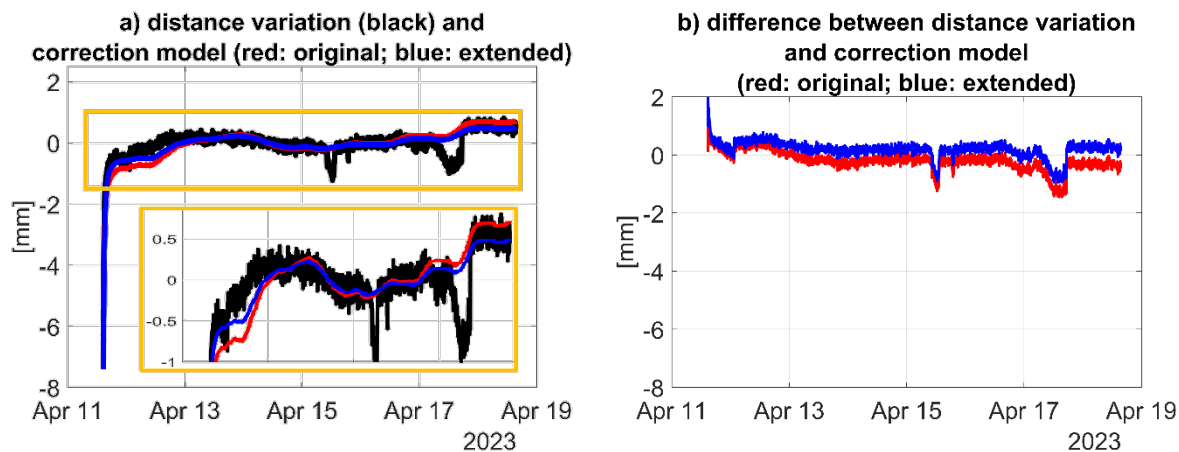 a) distance variation (black) and
correction model (red: original; blue: extended)
2
0
-2
-4
-6
-8
[mm]
0.5
0
-0.5
-1
Apr 11
Apr 13
Apr 15
Apr 17
Apr 19
2023
b) difference between distance variation
and correction model
(red: original; blue: extended)
2
0
-2
-4
-6
-8
[mm]
Apr 11
Apr 13
Apr 15
Apr 17
Apr 19
2023